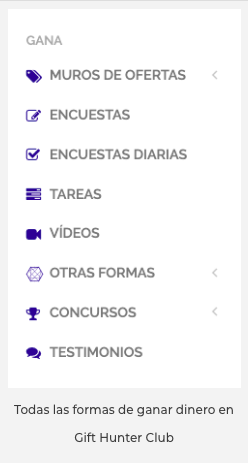 GANA
MUROS DE OFERTAS
ENCUESTAS
ENCUESTAS DIARIAS
TAREAS
VÍDEOS
OTRAS FORMAS
CONCURSOS
TESTIMONIOS
Todas las formas de ganar dinero en
Gift Hunter Club